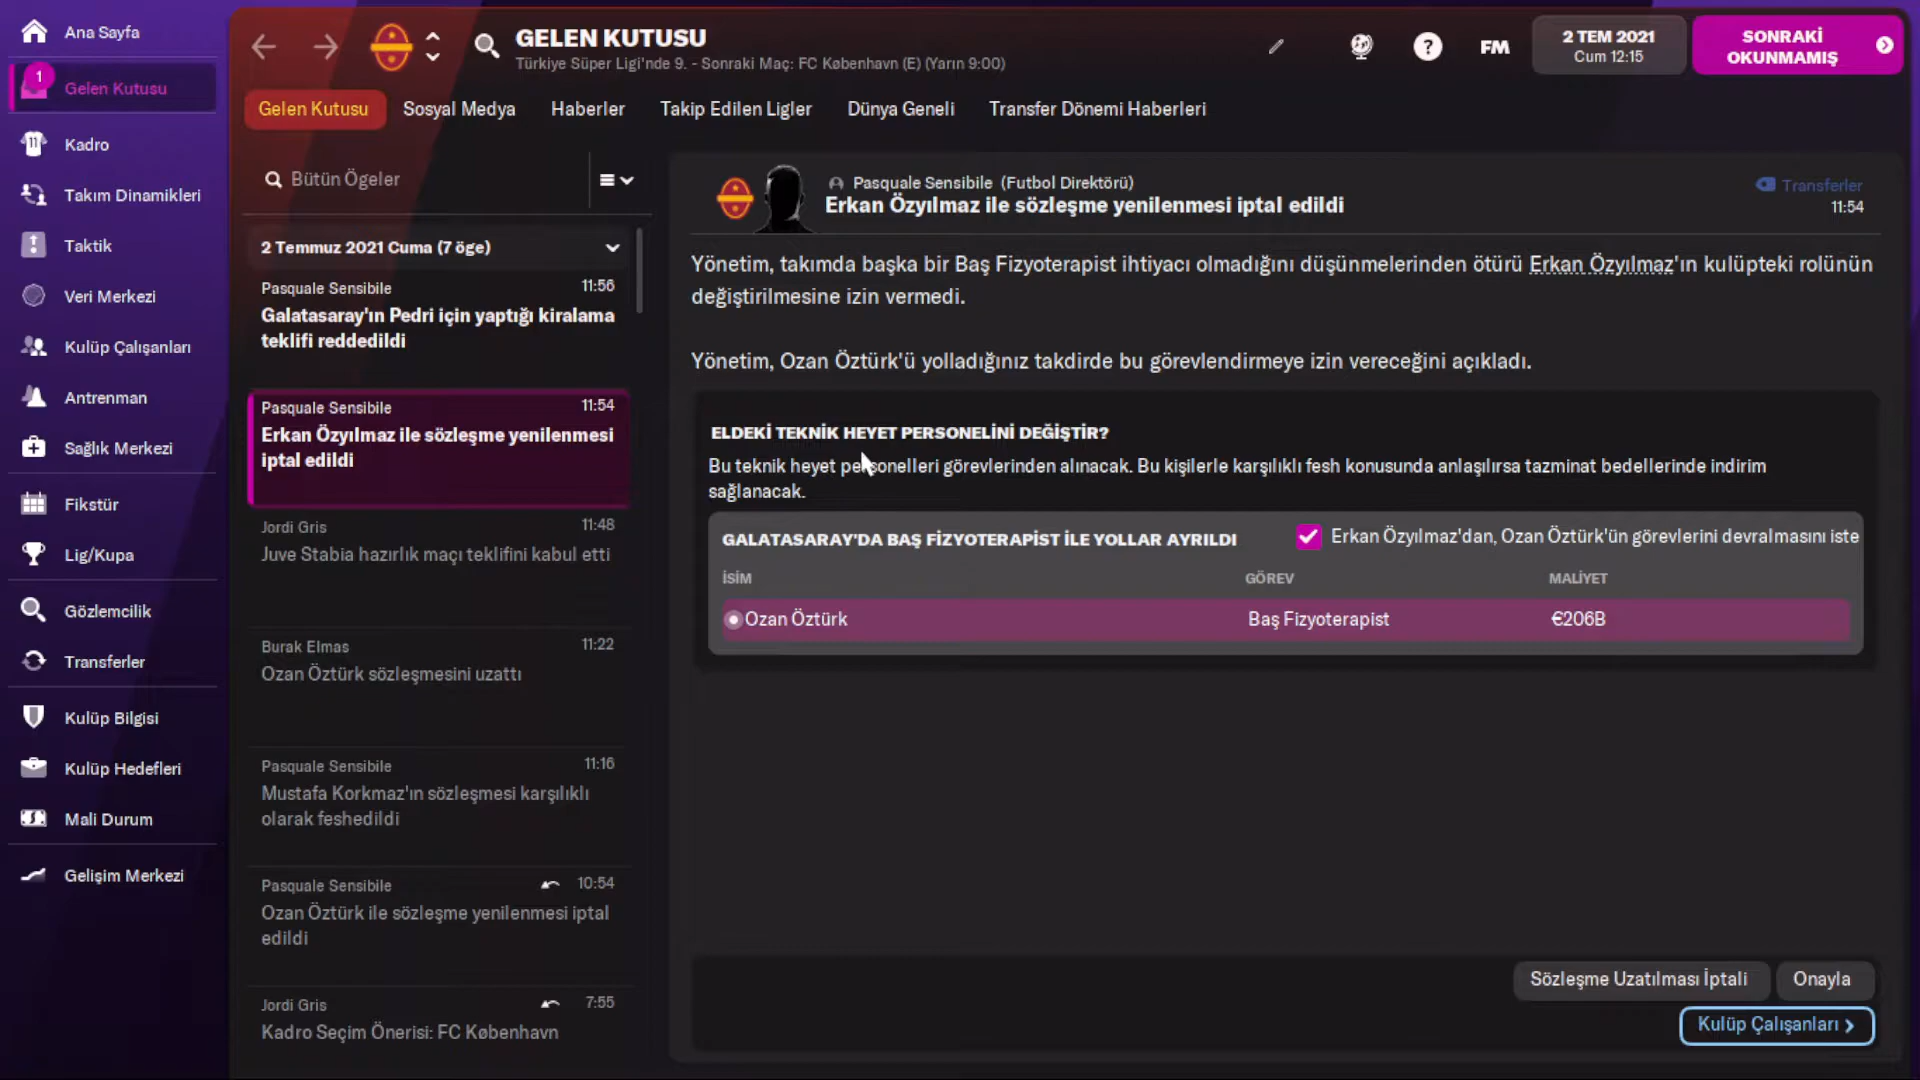 Ana Sayfa
1
Gelen Kutusu
11
Kadro
Takım Dinamikleri
Taktik
Veri Merkezi
Kulüp Çalışanları
Antrenman
Sağlık Merkezi
Fikstür
Lig/Kupa
Gözlemcilik
Transferler
Kulüp Bilgisi
Kulüp Hedefleri
Mali Durum
Gelişim Merkezi
GELEN KUTUSU
Türkiye Süper Ligi'nde 9. - Sonraki Maç: FC København (E) (Yarın 9:00)
?
FM
2 TEM 2021
Cum 12:15
SONRAKİ
OKUNMAMIŞ
Gelen Kutusu Sosyal Medya Haberler Takip Edilen Ligler Dünya Geneli Transfer Dönemi Haberleri
Bütün Ögeler
2 Temmuz 2021 Cuma (7 öge)
Pasquale Sensibile 11:56
Galatasaray'ın Pedri için yaptığı kiralama
teklifi reddedildi
Pasquale Sensibile 11:54
Erkan Özyılmaz ile sözleşme yenilenmesi
iptal edildi
Jordi Gris 11:48
Juve Stabia hazırlık maçı teklifini kabul etti
Burak Elmas 11:22
Ozan Öztürk sözleşmesini uzattı
Pasquale Sensibile 11:16
Mustafa Korkmaz'ın sözleşmesi karşılıklı
olarak feshedildi
Pasquale Sensibile 10:54
Ozan Öztürk ile sözleşme yenilenmesi iptal
edildi
Jordi Gris 7:55
Kadro Seçim Önerisi: FC København
Pasquale Sensibile (Futbol Direktörü)
Erkan Özyılmaz ile sözleşme yenilenmesi iptal edildi
Transferler
11:54
Yönetim, takımda başka bir Baş Fizyoterapist ihtiyacı olmadığını düşünmelerinden ötürü Erkan Özyılmaz'ın kulüpteki rolünün
değiştirilmesine izin vermedi.
Yönetim, Ozan Öztürk'ü yolladığınız takdirde bu görevlendirmeye izin vereceğini açıkladı.
ELDEKİ TEKNİK HEYET PERSONELİNİ DEĞİŞTİR?
Bu teknik heyet personelleri görevlerinden alınacak. Bu kişilerle karşılıklı fesh konusunda anlaşılırsa tazminat bedellerinde indirim
sağlanacak.
GALATASARAY'DA BAŞ FİZYOTERAPİST İLE YOLLAR AYRILDI
Erkan Özyılmaz'dan, Ozan Öztürk'ün görevlerini devralmasını iste
İSİM GÖREV MALİYET
Ozan Öztürk Baş Fizyoterapist €206B
Sözleşme Uzatılması İptali
Onayla
Kulüp Çalışanları